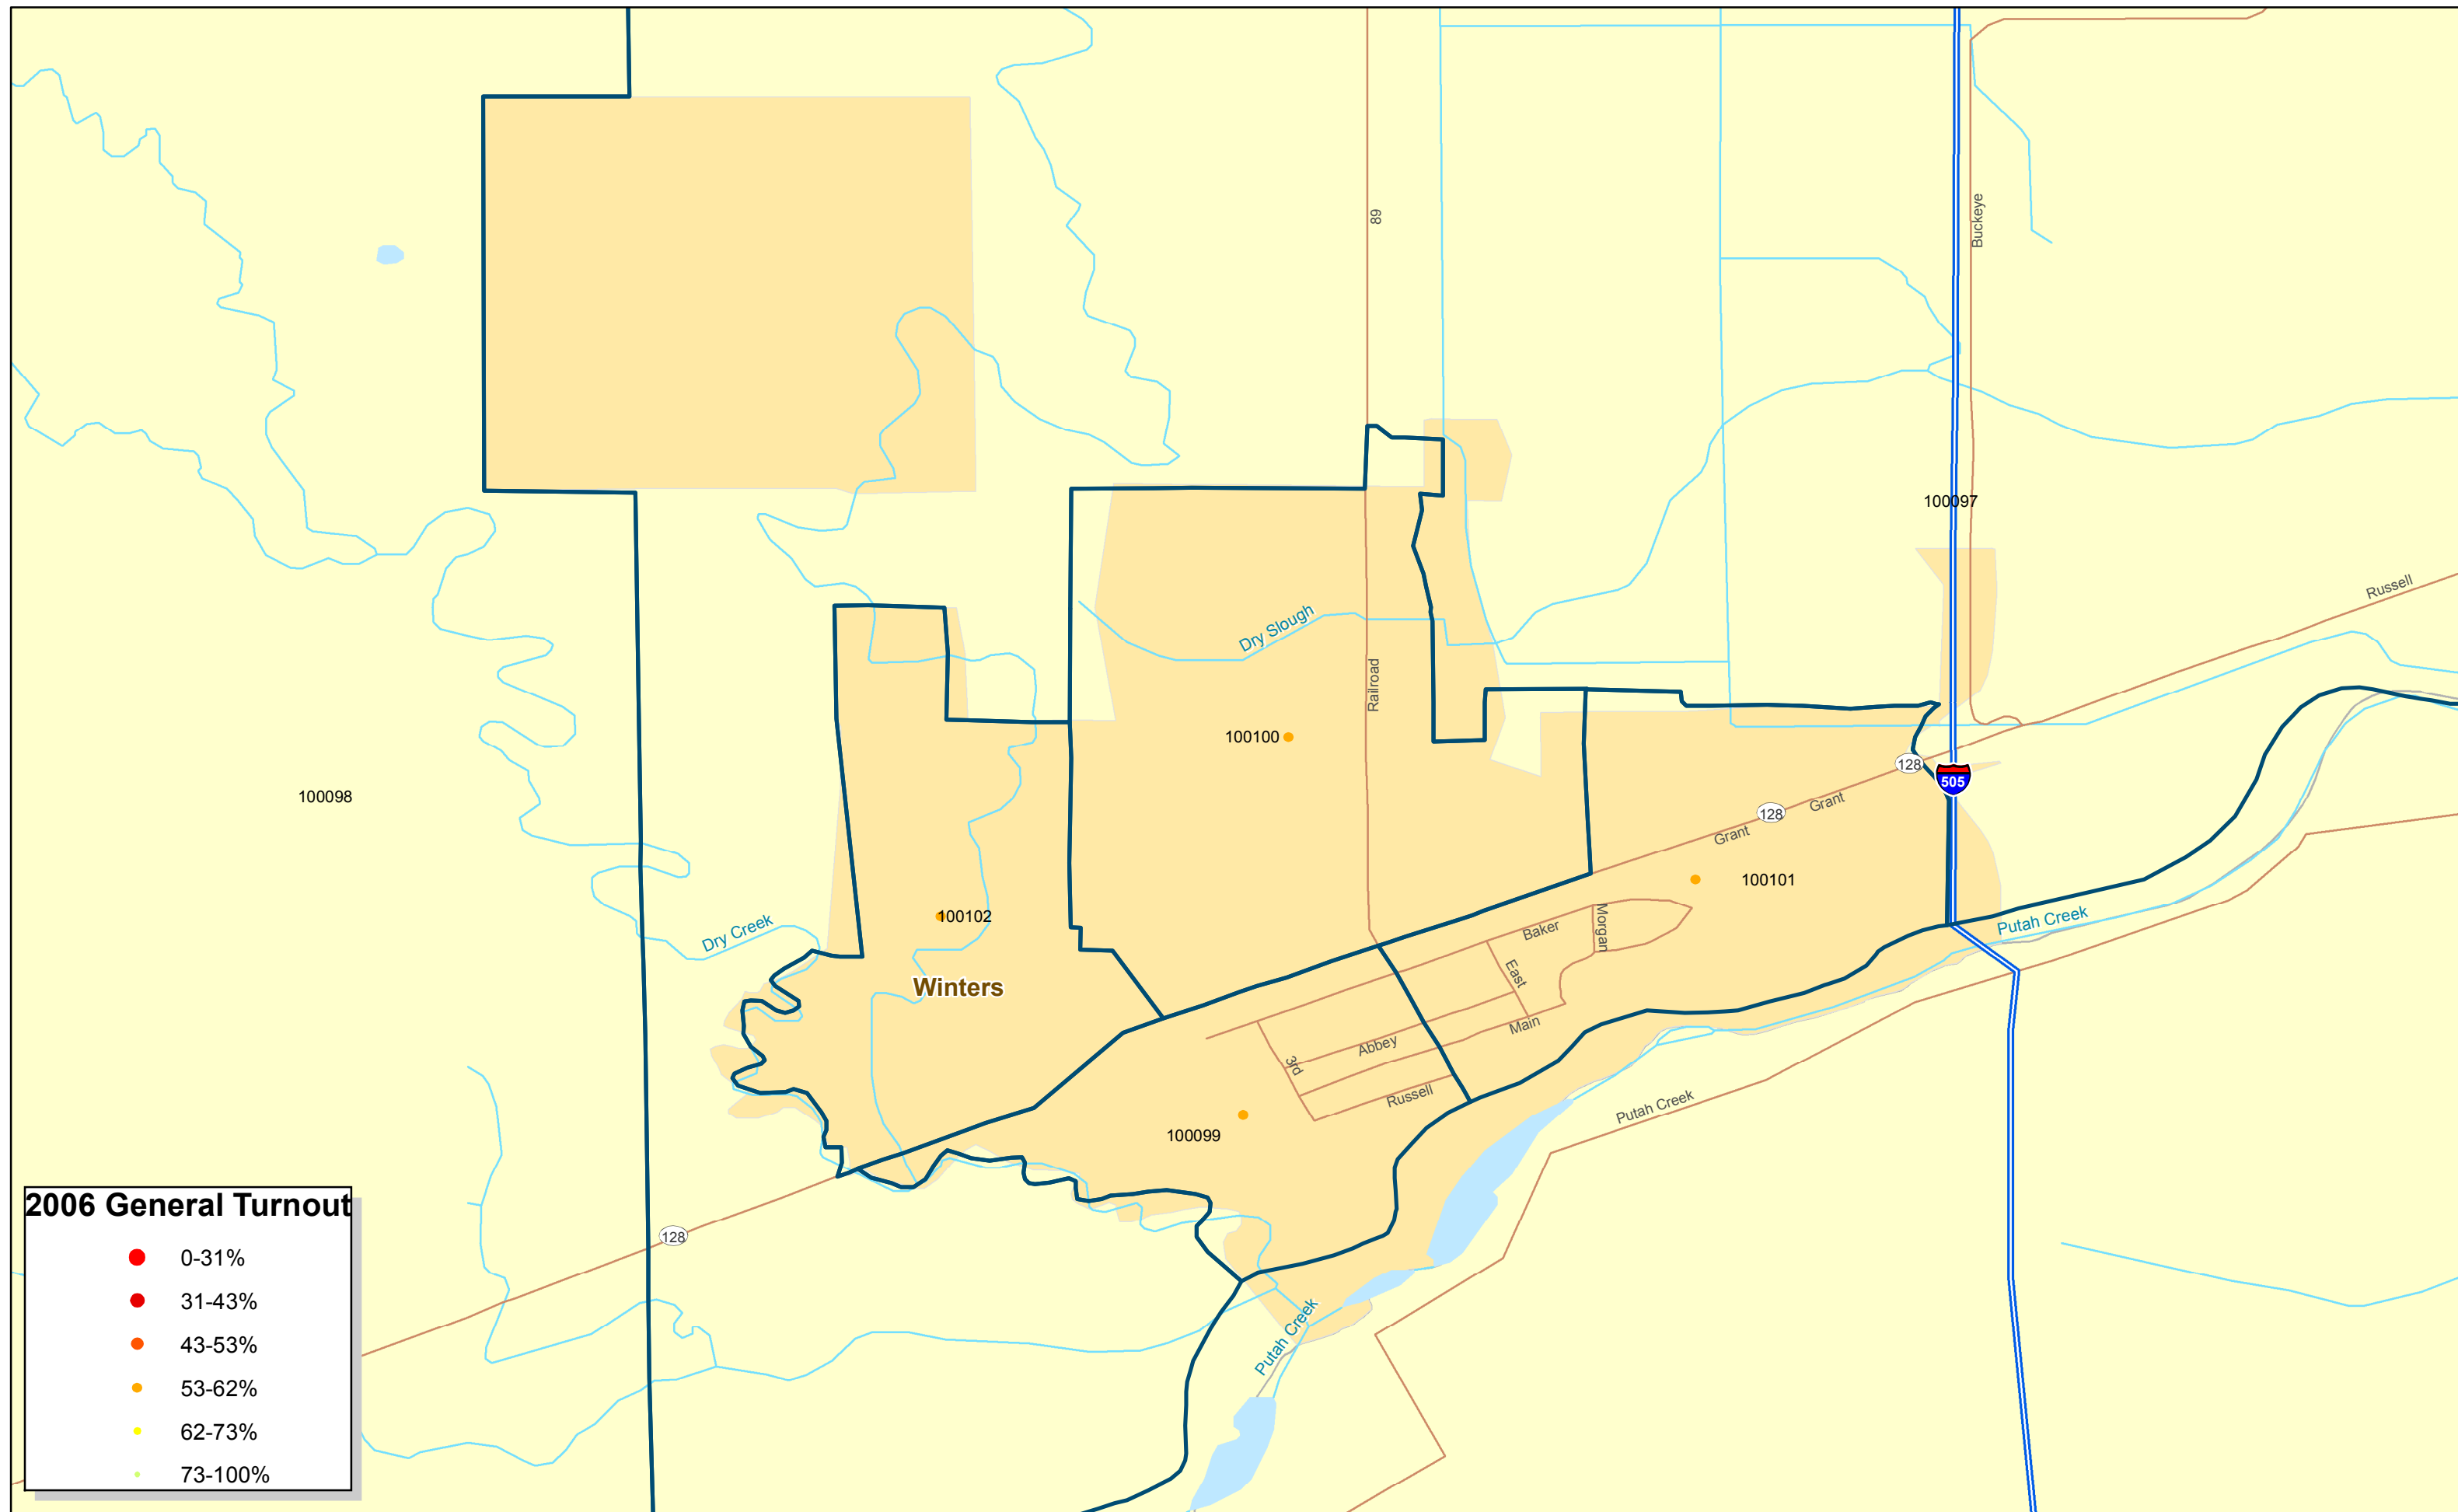 89
Buckeye
100097
Russell
Dry Slough
Railroad
100100
128
505
100098
Grant
128
Grant
100101
Baker
Morgan
100102
Dry Creek
Putah Creek
East
Winters
Main
Abbey
3rd
Russell
Putah Creek
100099
128
Putah Creek
2006 General Turnout
0-31%
31-43%
43-53%
53-62%
62-73%
73-100%